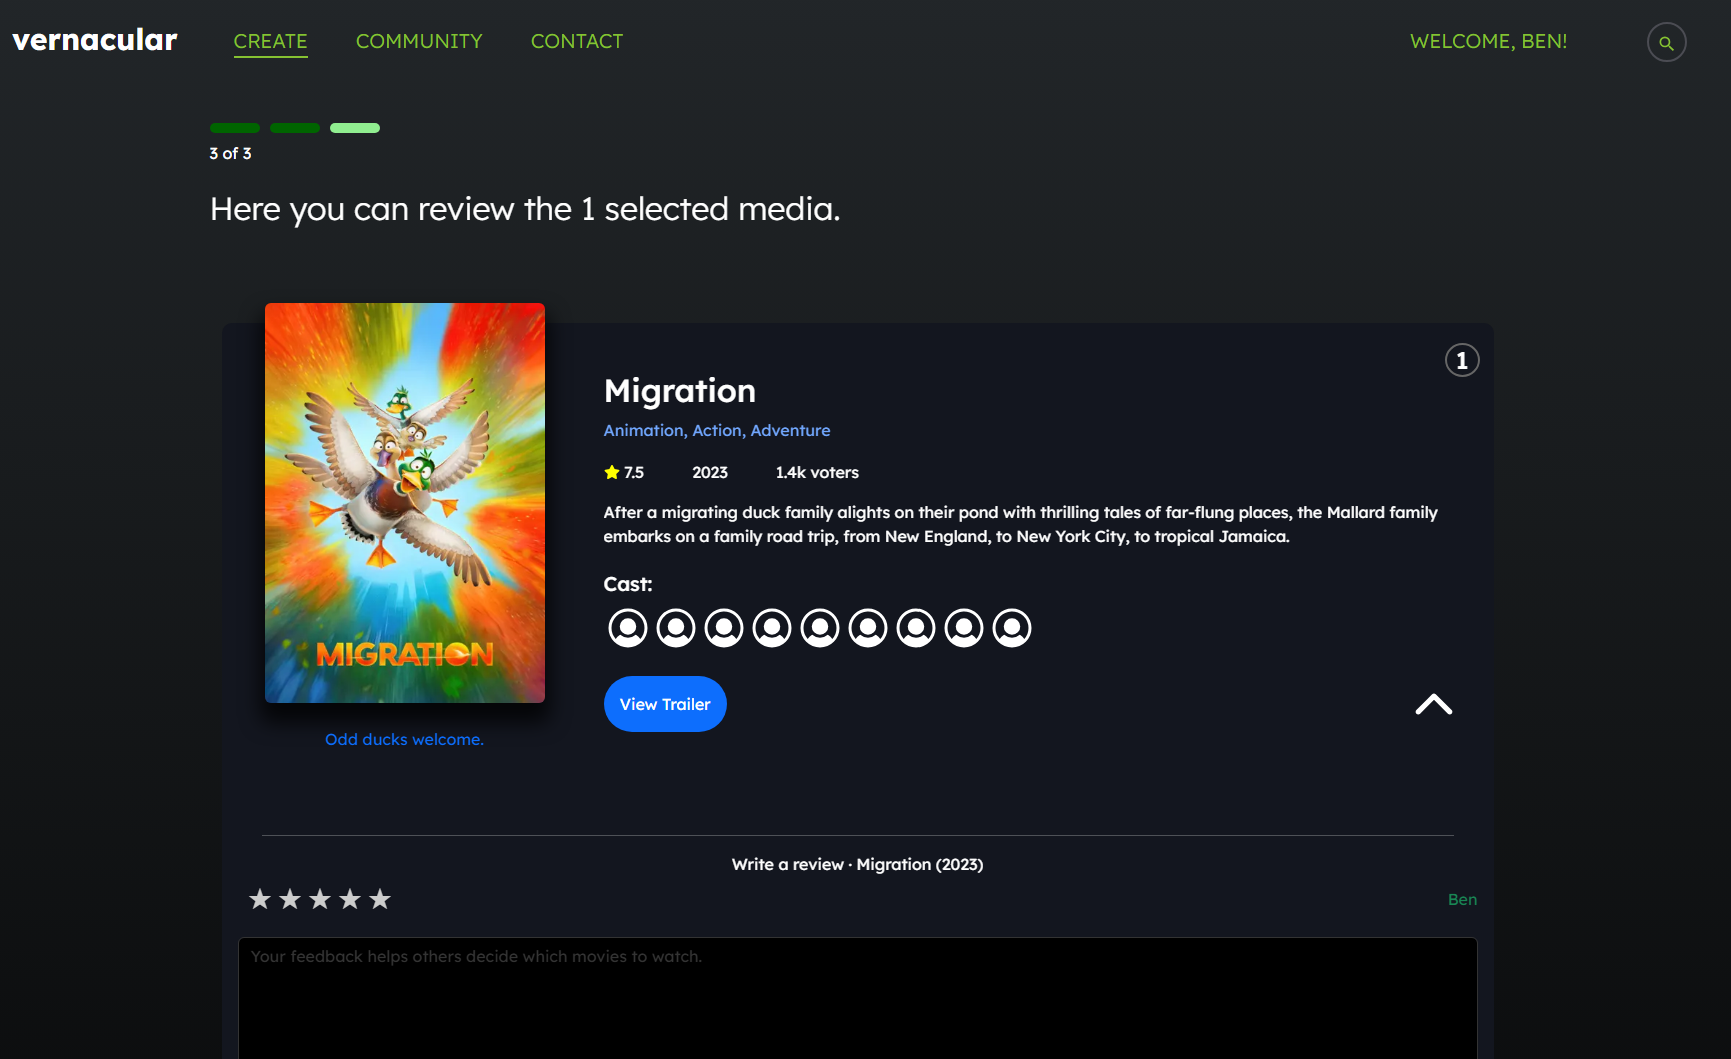 vernacular
CREATE
COMMUNITY
CONTACT
WELCOME, BEN!
3 of 3
Here you can review the 1 selected media.
MIGRATION
Odd ducks welcome.
1
Migration
Animation, Action, Adventure
7.5 2023 1.4k voters
After a migrating duck family alights on their pond with thrilling tales of far-flung places, the Mallard family
embarks on a family road trip, from New England, to New York City, to tropical Jamaica.
Cast:
View Trailer
Write a review · Migration (2023)
Ben
Your feedback helps others decide which movies to watch.